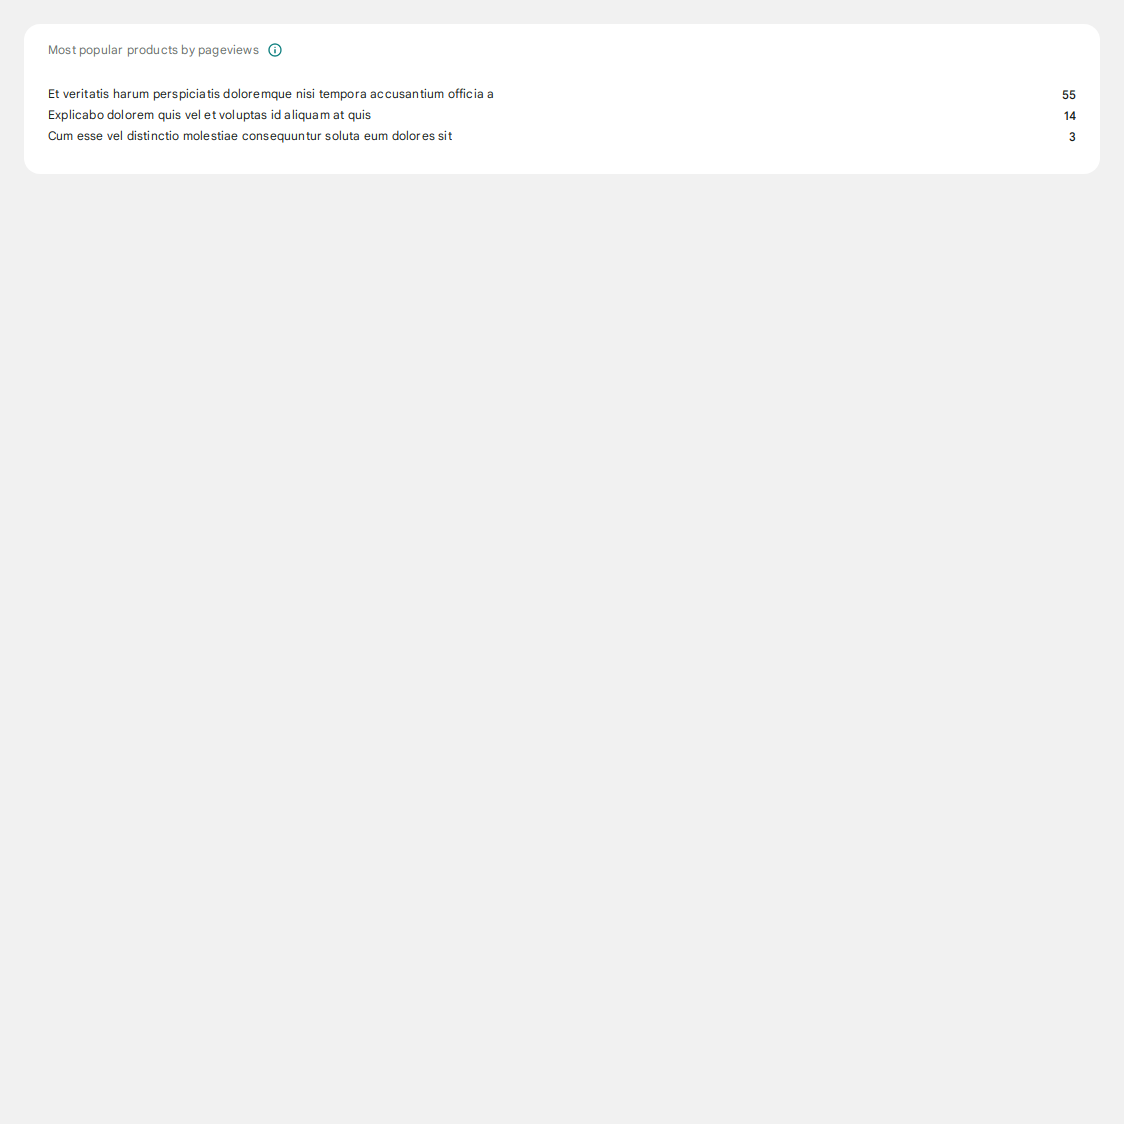 Most popular products by pageviews
Et veritatis harum perspiciatis doloremque nisi tempora accusantium officia a 55
Explicabo dolorem quis vel et voluptas id aliquam at quis 14
Cum esse vel distinctio molestiae consequuntur soluta eum dolores sit 3